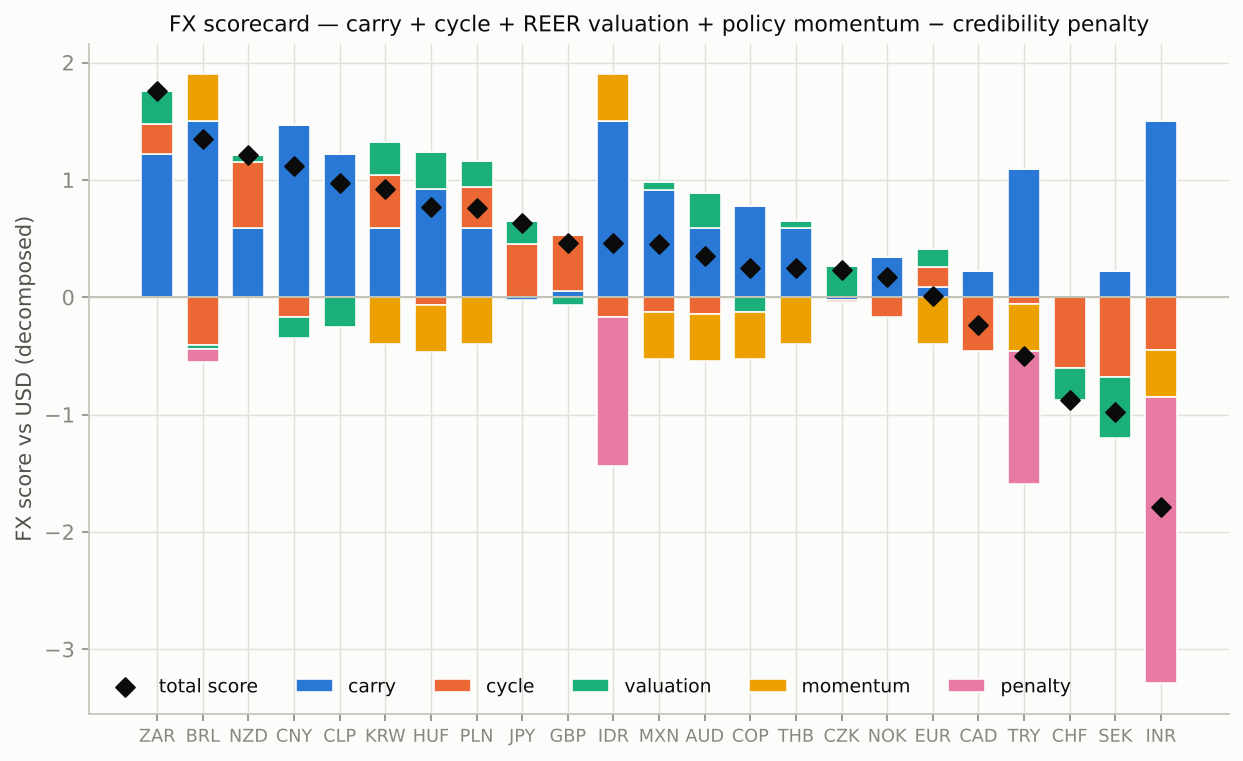 FX scorecard — carry + cycle + REER valuation + policy momentum − credibility penalty
FX score vs USD (decomposed)
2
1
0
−1
−2
−3
total score carry cycle valuation momentum penalty
ZAR BRL NZD CNY CLP KRW HUF PLN JPY GBP IDR MXN AUD COP THB CZK NOK EUR CAD TRY CHF SEK INR